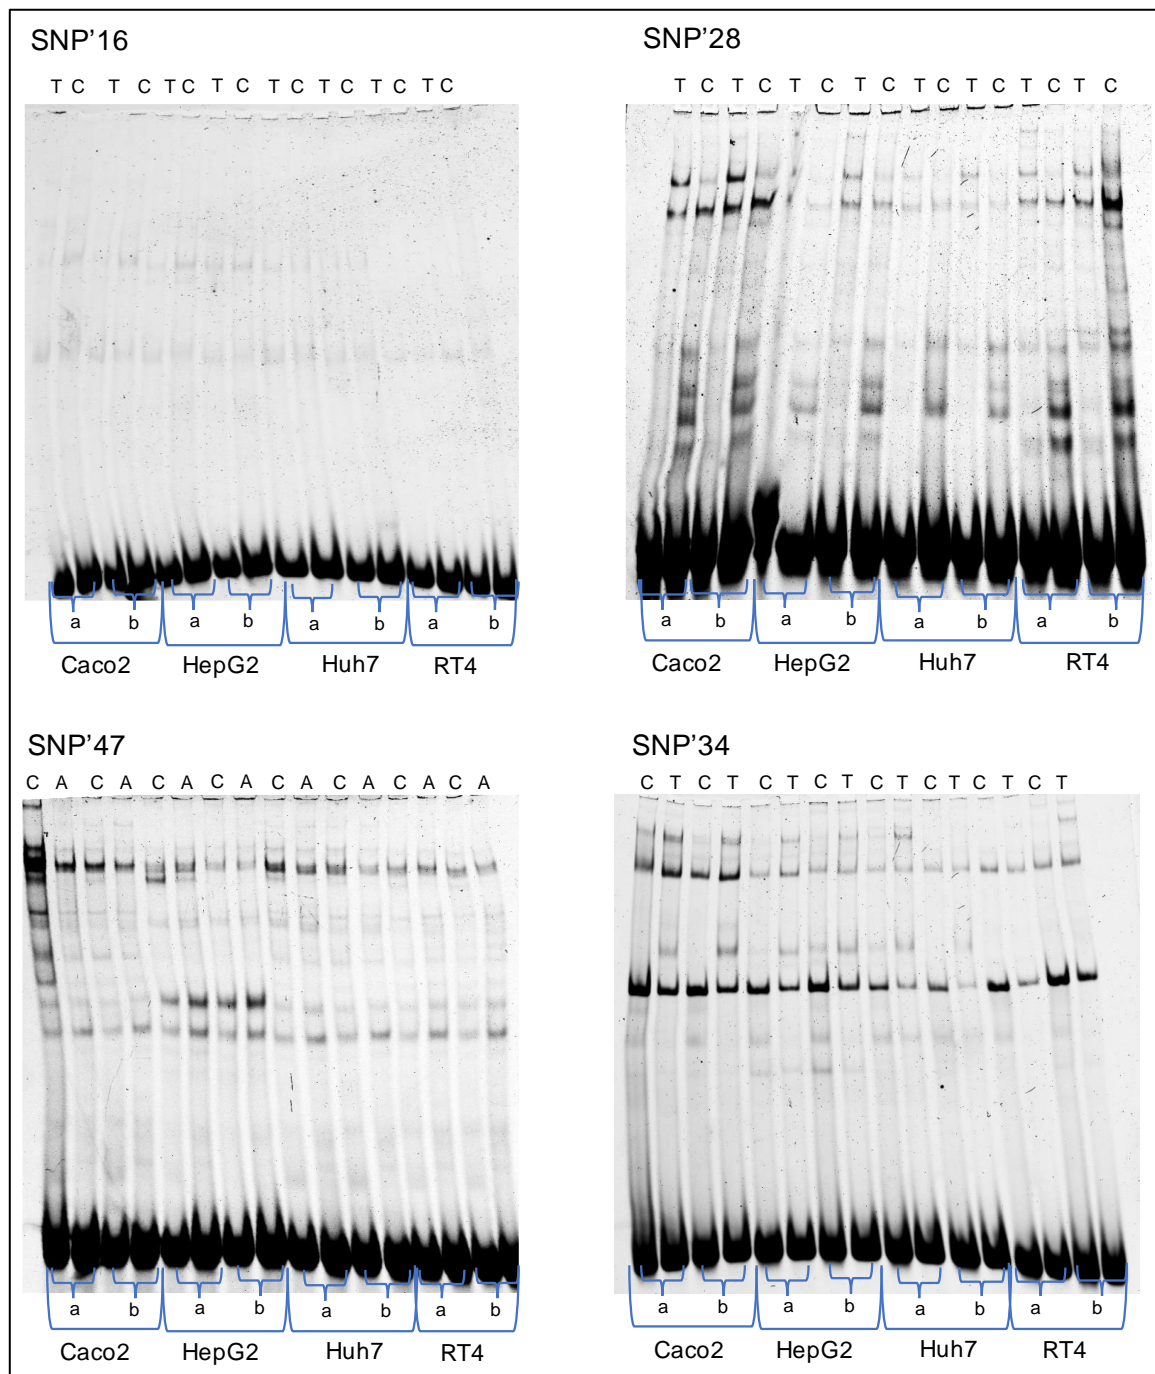 SNP'16
T C T C T C T C T C T C T C T C
a b a b a b a b
Caco2 HepG2 Huh7 RT4
SNP'28
T C T C T C T C T C T C T C T C
a b a b a b a b
Caco2 HepG2 Huh7 RT4
SNP'47
C A C A C A C A C A C A C A C A
a b a b a b a b
Caco2 HepG2 Huh7 RT4
SNP'34
C T C T C T C T C T C T C T C T
a b a b a b a b
Caco2 HepG2 Huh7 RT4